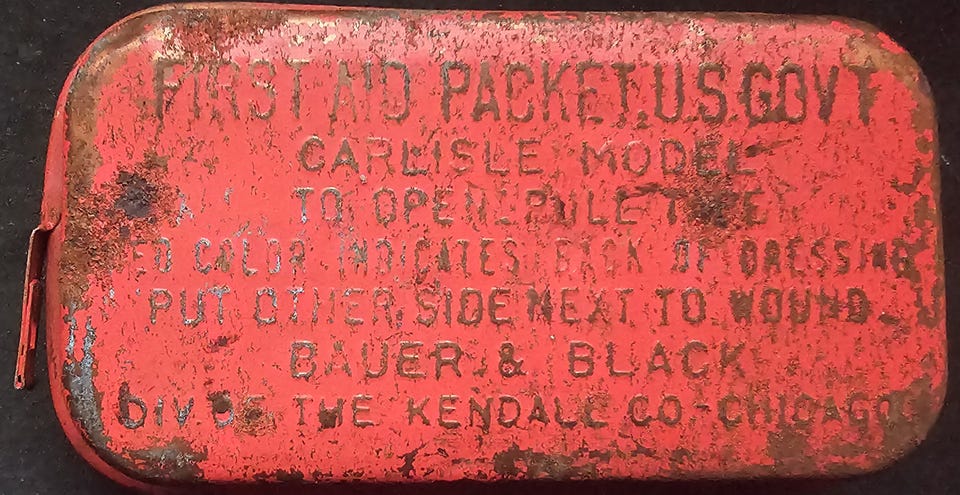 FIRST AID PACKET. U.S. GOVT
CARLISLE MODEL
TO OPEN PULL
COLOR INDICATES BACK OF DRESSING
PUT OTHER SIDE NEXT TO WOUND
BAUER & BLACK
DIV OF THE KENDALL CO CHICAGO